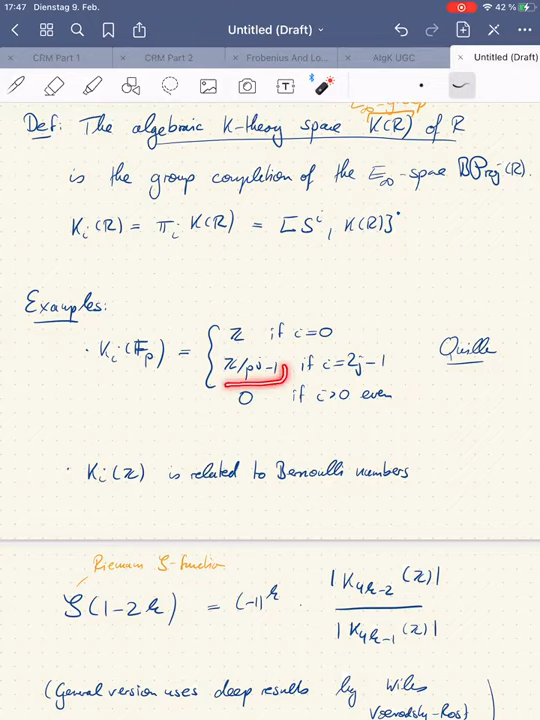 17:47 Dienstag 9. Feb. 42 %
Untitled (Draft)
CRM Part 1 CRM Part 2 Frobenius And Lo... AlgK UGC Untitled (Draft)
Def: The algebraic K-theory space K(R) of R
is the group completion of the E∞-space BProj(R).
Kᵢ(R) = πᵢ K(R) = [Sⁱ, K(R)].
Examples:
· Kᵢ(𝔽ₚ) = { ℤ if i=0
ℤ/pʲ-1 if i=2j-1 Quille
0 if i>0 even
· Kᵢ(ℤ) is related to Bernoulli numbers
Riemann ζ-function
ζ(1-2k) = (-1)ᵏ · |K₄ₖ₋₂(ℤ)| / |K₄ₖ₋₁(ℤ)|
(General version uses deep results by Wiles